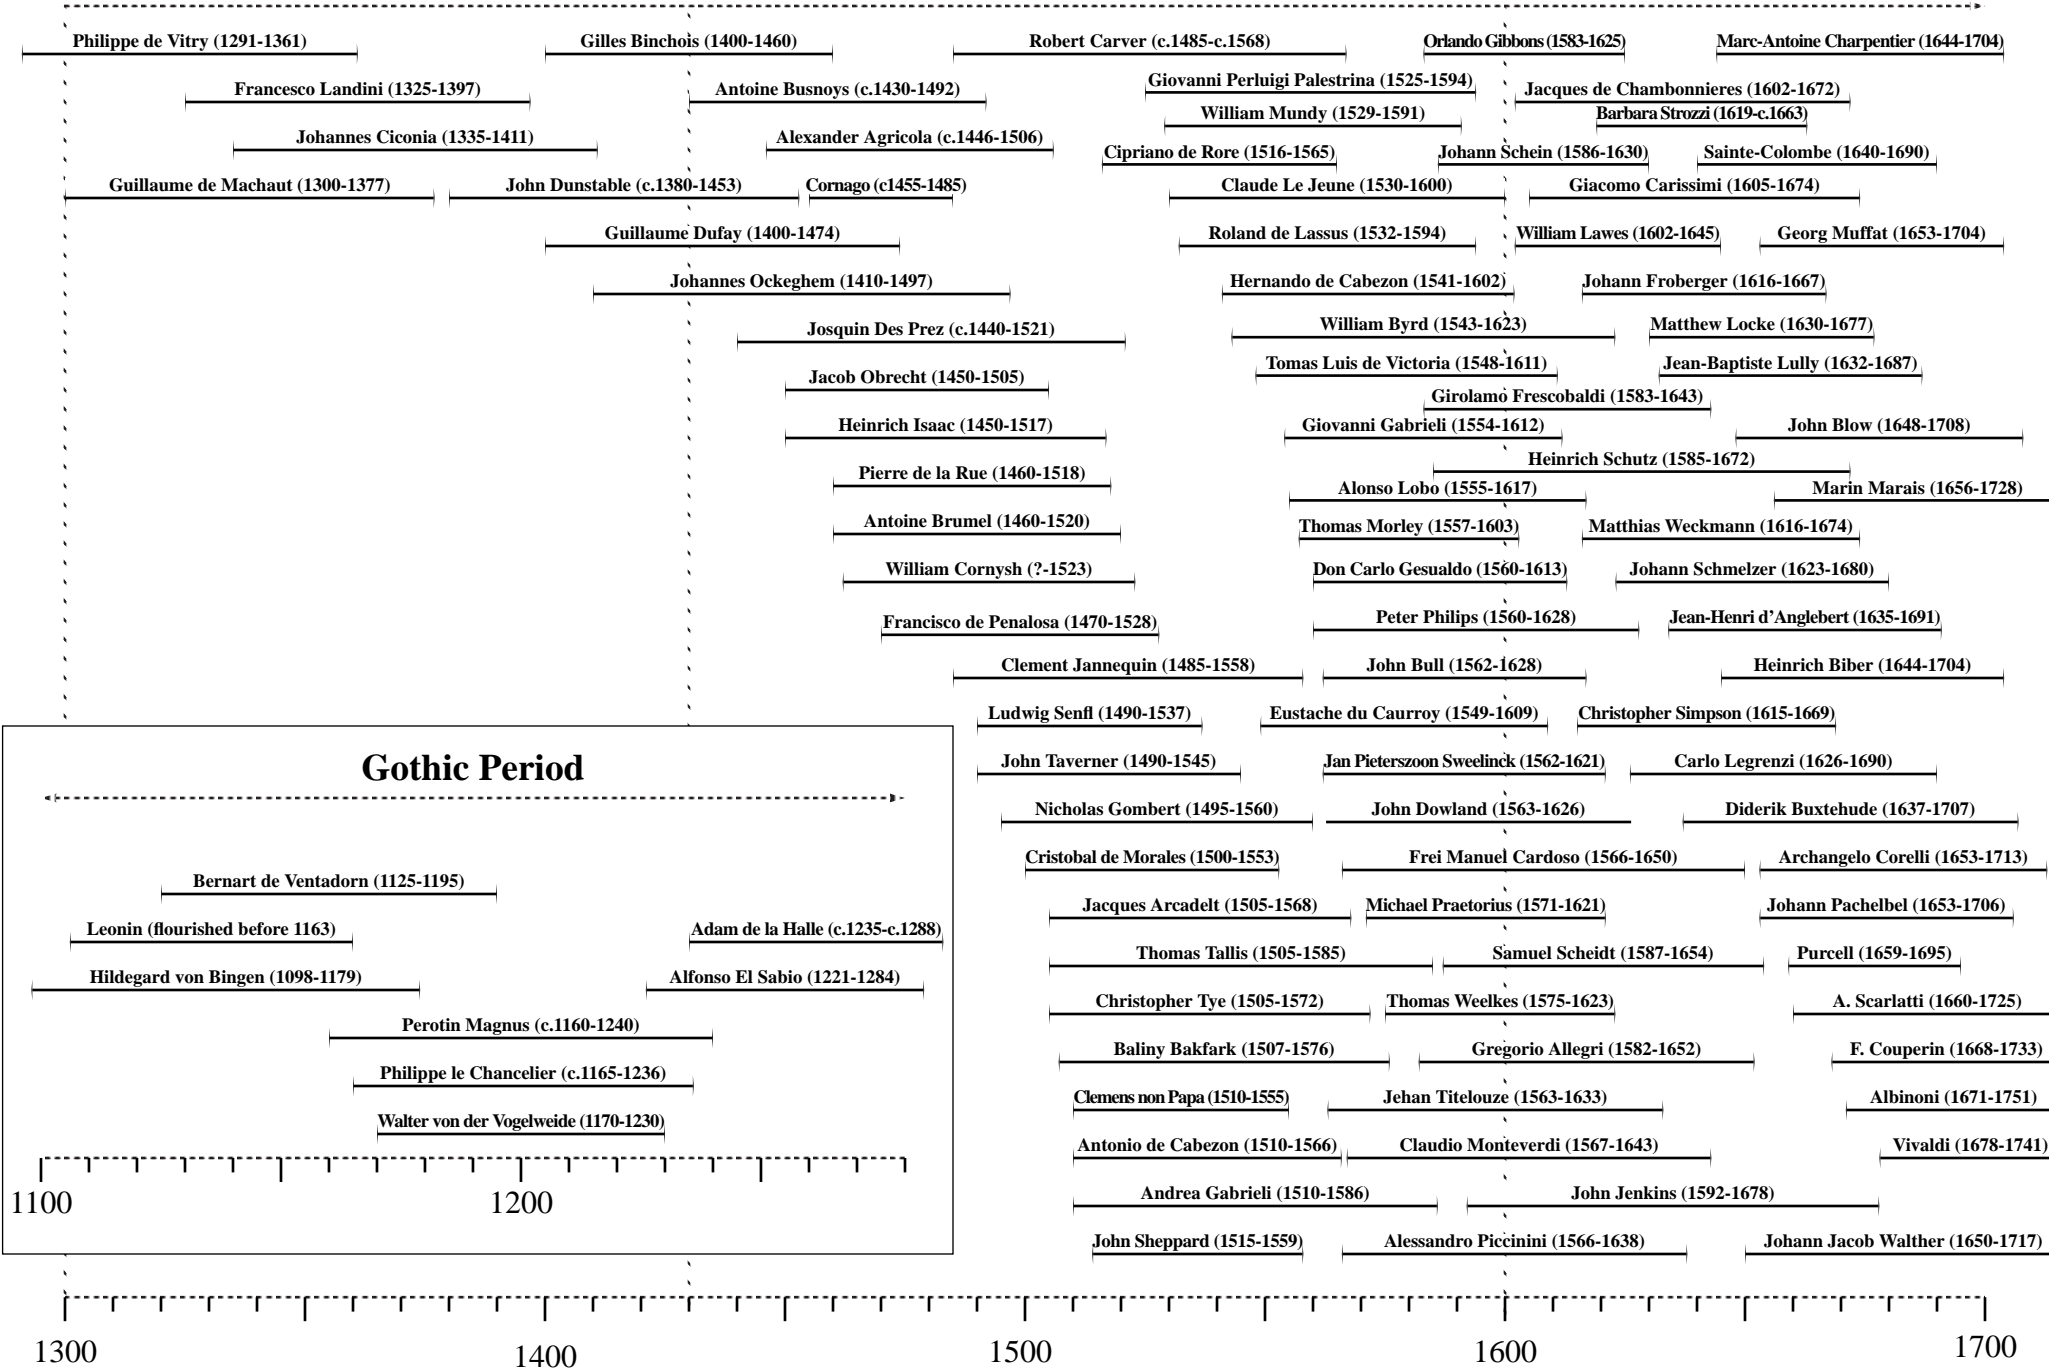 Philippe de Vitry (1291-1361)
Gilles Binchois (1400-1460)
Robert Carver (c.1485-c.1568)
Orlando Gibbons (1583-1625)
Marc-Antoine Charpentier (1644-1704)
Francesco Landini (1325-1397)
Antoine Busnoys (c.1430-1492)
Giovanni Perluigi Palestrina (1525-1594)
Jacques de Chambonnieres (1602-1672)
William Mundy (1529-1591)
Barbara Strozzi (1619-c.1663)
Johannes Ciconia (1335-1411)
Alexander Agricola (c.1446-1506)
Cipriano de Rore (1516-1565)
Johann Schein (1586-1630)
Sainte-Colombe (1640-1690)
Guillaume de Machaut (1300-1377)
John Dunstable (c.1380-1453)
Cornago (c1455-1485)
Claude Le Jeune (1530-1600)
Giacomo Carissimi (1605-1674)
Guillaume Dufay (1400-1474)
Roland de Lassus (1532-1594)
William Lawes (1602-1645)
Georg Muffat (1653-1704)
Johannes Ockeghem (1410-1497)
Hernando de Cabezon (1541-1602)
Johann Froberger (1616-1667)
Josquin Des Prez (c.1440-1521)
William Byrd (1543-1623)
Matthew Locke (1630-1677)
Jacob Obrecht (1450-1505)
Tomas Luis de Victoria (1548-1611)
Jean-Baptiste Lully (1632-1687)
Girolamo Frescobaldi (1583-1643)
Heinrich Isaac (1450-1517)
Giovanni Gabrieli (1554-1612)
John Blow (1648-1708)
Heinrich Schutz (1585-1672)
Pierre de la Rue (1460-1518)
Alonso Lobo (1555-1617)
Marin Marais (1656-1728)
Antoine Brumel (1460-1520)
Thomas Morley (1557-1603)
Matthias Weckmann (1616-1674)
William Cornysh (?-1523)
Don Carlo Gesualdo (1560-1613)
Johann Schmelzer (1623-1680)
Francisco de Penalosa (1470-1528)
Peter Philips (1560-1628)
Jean-Henri d’Anglebert (1635-1691)
Clement Jannequin (1485-1558)
John Bull (1562-1628)
Heinrich Biber (1644-1704)
Ludwig Senfl (1490-1537)
Eustache du Caurroy (1549-1609)
Christopher Simpson (1615-1669)
John Taverner (1490-1545)
Jan Pieterszoon Sweelinck (1562-1621)
Carlo Legrenzi (1626-1690)
Nicholas Gombert (1495-1560)
John Dowland (1563-1626)
Diderik Buxtehude (1637-1707)
Cristobal de Morales (1500-1553)
Frei Manuel Cardoso (1566-1650)
Archangelo Corelli (1653-1713)
Jacques Arcadelt (1505-1568)
Michael Praetorius (1571-1621)
Johann Pachelbel (1653-1706)
Thomas Tallis (1505-1585)
Samuel Scheidt (1587-1654)
Purcell (1659-1695)
Christopher Tye (1505-1572)
Thomas Weelkes (1575-1623)
A. Scarlatti (1660-1725)
Baliny Bakfark (1507-1576)
Gregorio Allegri (1582-1652)
F. Couperin (1668-1733)
Clemens non Papa (1510-1555)
Jehan Titelouze (1563-1633)
Albinoni (1671-1751)
Antonio de Cabezon (1510-1566)
Claudio Monteverdi (1567-1643)
Vivaldi (1678-1741)
Andrea Gabrieli (1510-1586)
John Jenkins (1592-1678)
John Sheppard (1515-1559)
Alessandro Piccinini (1566-1638)
Johann Jacob Walther (1650-1717)
Gothic Period
Bernart de Ventadorn (1125-1195)
Leonin (flourished before 1163)
Adam de la Halle (c.1235-c.1288)
Hildegard von Bingen (1098-1179)
Alfonso El Sabio (1221-1284)
Perotin Magnus (c.1160-1240)
Philippe le Chancelier (c.1165-1236)
Walter von der Vogelweide (1170-1230)
1100
1200
1300
1400
1500
1600
1700